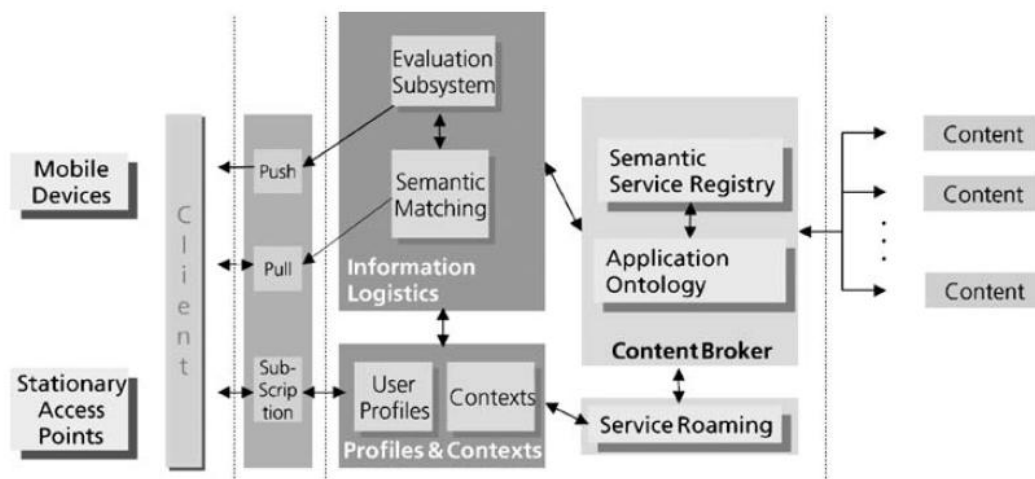 Mobile
Devices
Stationary
Access
Points
Client
Push
Pull
Sub-
Scrip
tion
Evaluation
Subsystem
Semantic
Matching
Information
Logistics
User
Profiles
Contexts
Profiles & Contexts
Semantic
Service Registry
Application
Ontology
Content Broker
Service Roaming
Content
Content
Content